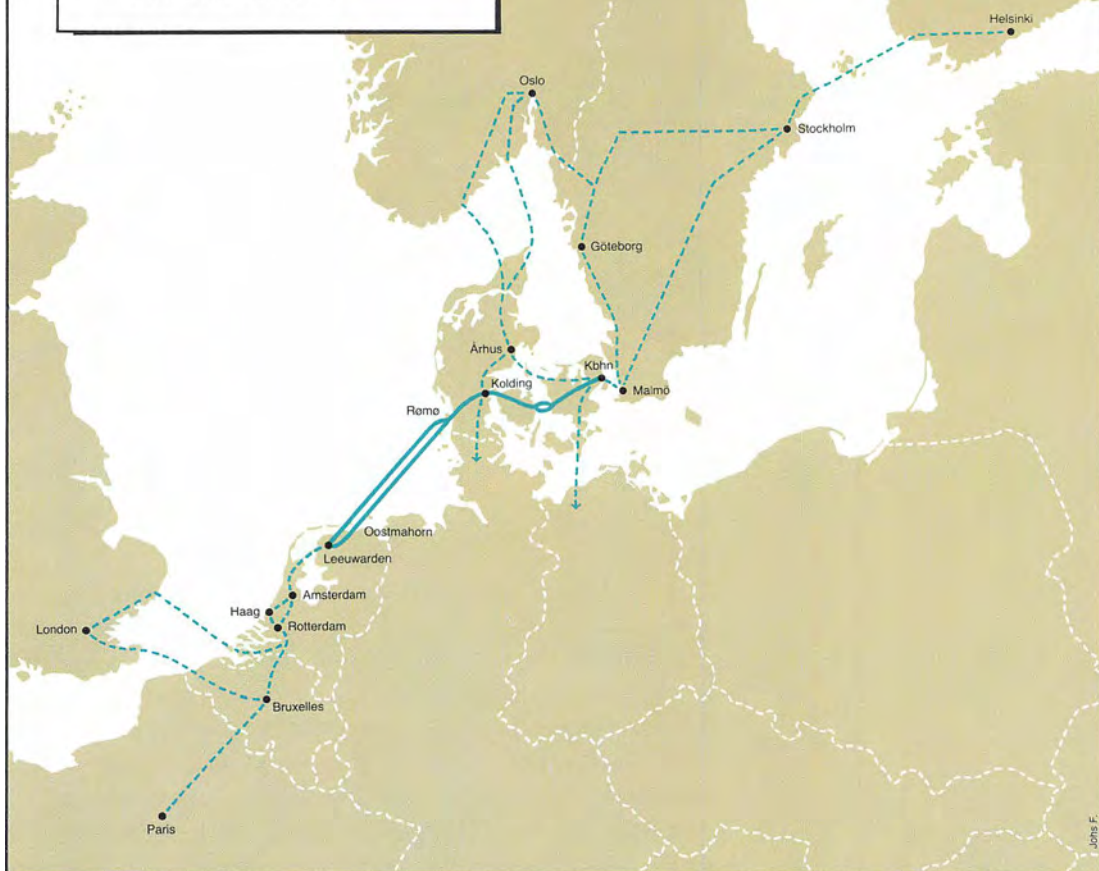 Helsinki
Oslo
Stockholm
Göteborg
Århus
Kbhn
Kolding
Malmö
Rømø
Oostmahorn
Leeuwarden
Amsterdam
Haag
Rotterdam
London
Bruxelles
Paris
Johs F.